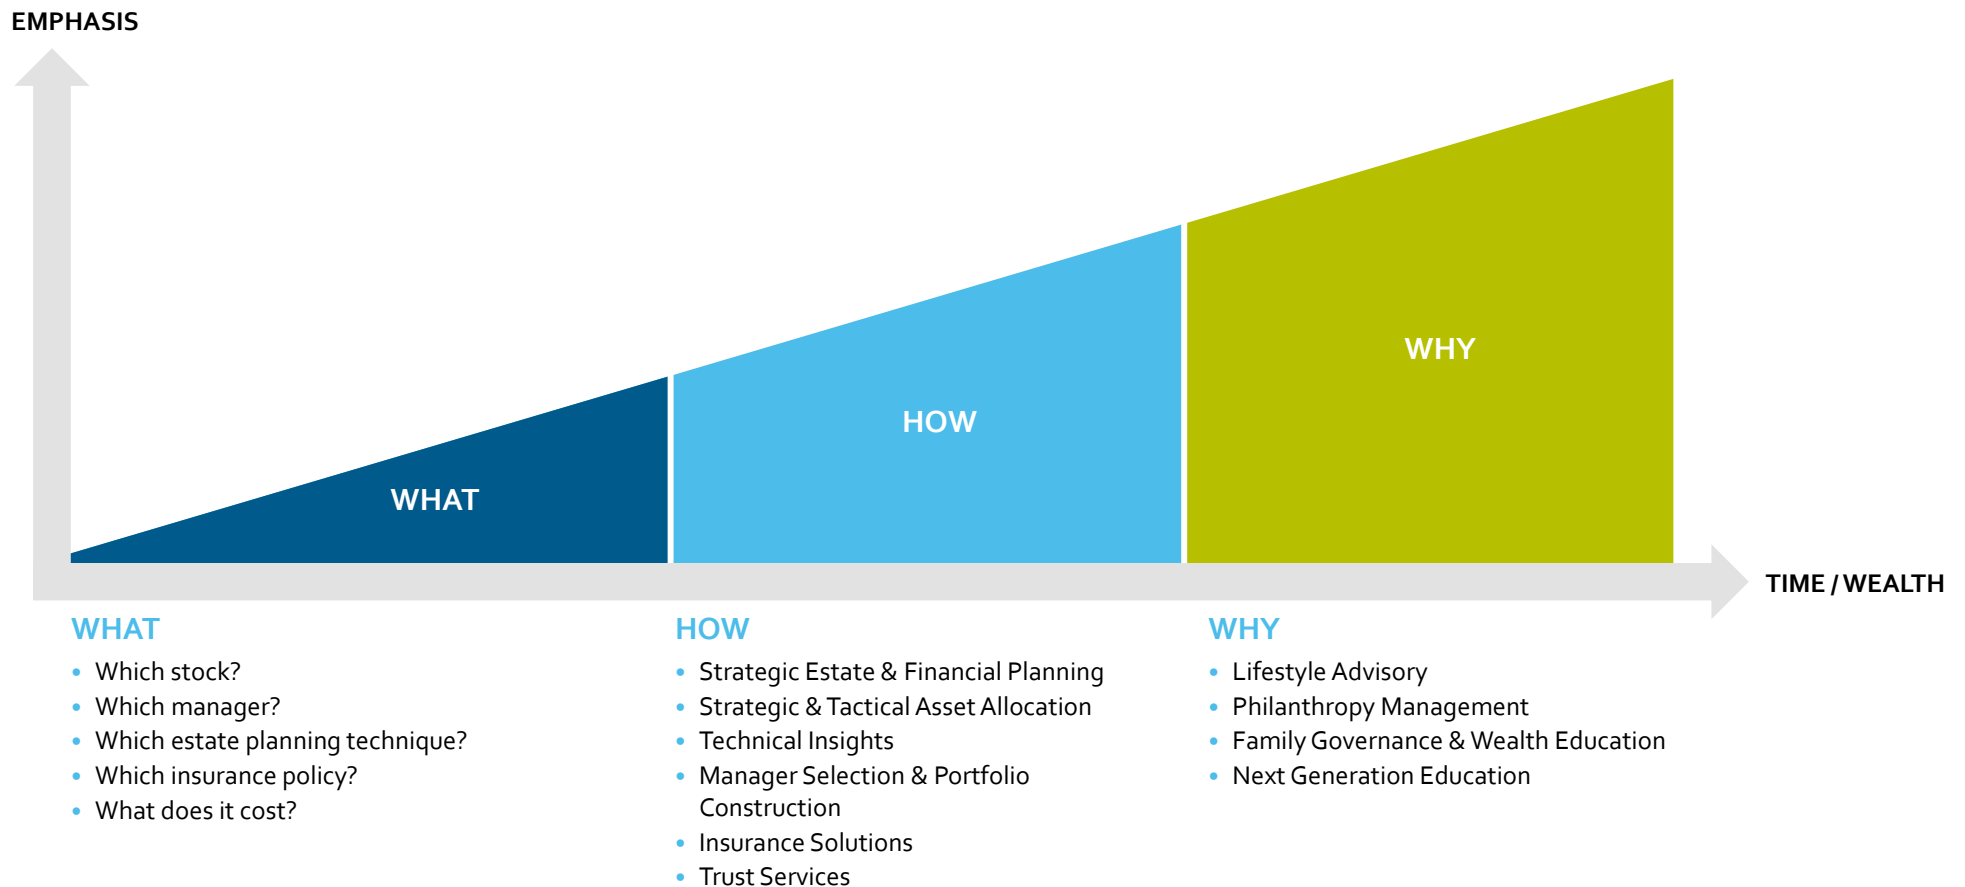 EMPHASIS
WHY
HOW
WHAT
TIME / WEALTH
WHAT
• Which stock?
• Which manager?
• Which estate planning technique?
• Which insurance policy?
• What does it cost?
HOW
• Strategic Estate & Financial Planning
• Strategic & Tactical Asset Allocation
• Technical Insights
• Manager Selection & Portfolio
Construction
• Insurance Solutions
• Trust Services
WHY
• Lifestyle Advisory
• Philanthropy Management
• Family Governance & Wealth Education
• Next Generation Education